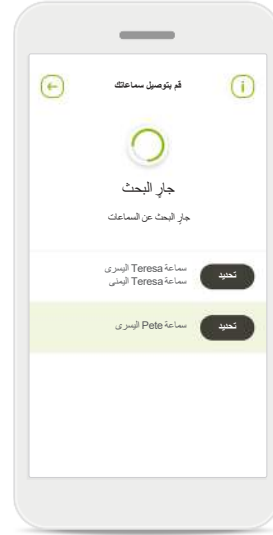 قم بتوصيل سماعاتك
جارٍ البحث
جارِ البحث عن السماعات
سماعة Teresa اليسرى
سماعة Teresa اليمنى
تحديد
سماعة Pete اليسرى
تحديد